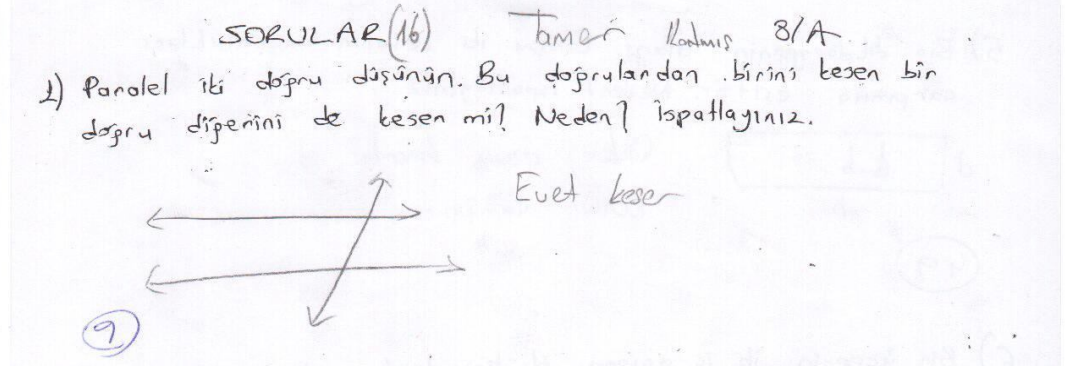 SORULAR(16) Tamer 8/A
1) Paralel iki doğru düşünün. Bu doğrulardan birini kesen bir
doğru diğerini de keser mi? Neden? İspatlayınız.
Evet keser
9